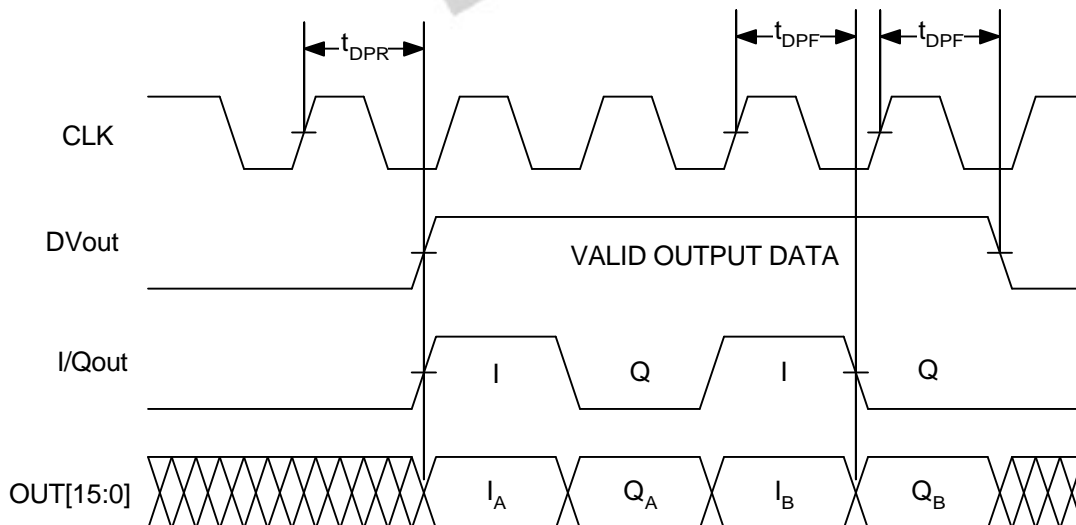 tDPR
tDPF
tDPF
CLK
DVout
VALID OUTPUT DATA
I/Qout
I
Q
I
Q
OUT[15:0]
IA
QA
IB
QB